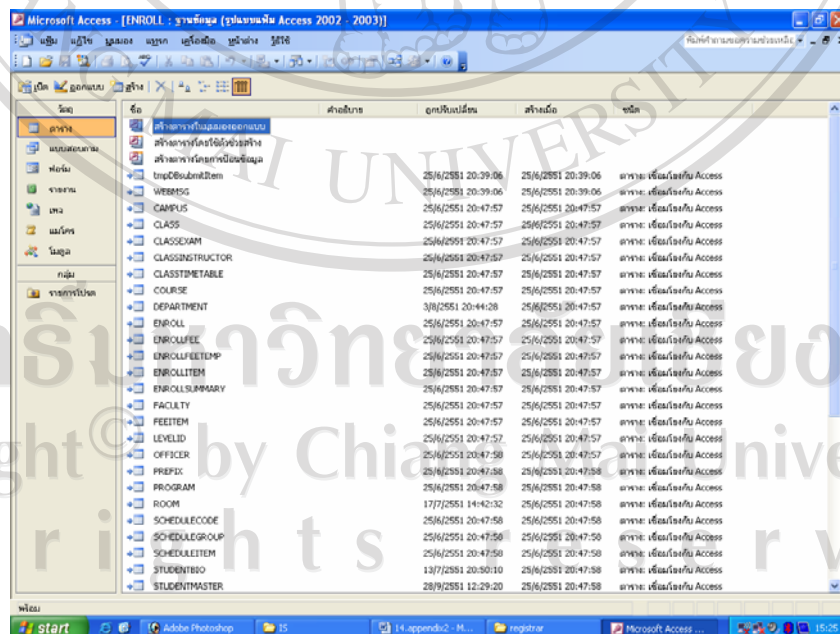 Microsoft Access - [ENROLL : ฐานข้อมูล (รูปแบบแฟ้ม Access 2002 - 2003)]
แฟ้ม แก้ไข มุมมอง แทรก เครื่องมือ หน้าต่าง วิธีใช้
เปิด ออกแบบ สร้าง
วัตถุ
ตาราง
แบบสอบถาม
ฟอร์ม
รายงาน
เพจ
แมโคร
โมดูล
กลุ่ม
รายการโปรด
ชื่อ คำอธิบาย ถูกปรับเปลี่ยน สร้างเมื่อ ชนิด
สร้างตารางในมุมมองออกแบบ
สร้างตารางโดยใช้ตัวช่วยสร้าง
สร้างตารางโดยการป้อนข้อมูล
tmpDBsubmitItem 25/6/2551 20:39:06 25/6/2551 20:39:06 ตาราง: เชื่อมโยงกับ Access
WEBMSG 25/6/2551 20:39:06 25/6/2551 20:39:06 ตาราง: เชื่อมโยงกับ Access
CAMPUS 25/6/2551 20:47:57 25/6/2551 20:47:57 ตาราง: เชื่อมโยงกับ Access
CLASS 25/6/2551 20:47:57 25/6/2551 20:47:57 ตาราง: เชื่อมโยงกับ Access
CLASSEXAM 25/6/2551 20:47:57 25/6/2551 20:47:57 ตาราง: เชื่อมโยงกับ Access
CLASSINSTRUCTOR 25/6/2551 20:47:57 25/6/2551 20:47:57 ตาราง: เชื่อมโยงกับ Access
CLASSTIMETABLE 25/6/2551 20:47:57 25/6/2551 20:47:57 ตาราง: เชื่อมโยงกับ Access
COURSE 25/6/2551 20:47:57 25/6/2551 20:47:57 ตาราง: เชื่อมโยงกับ Access
DEPARTMENT 3/8/2551 20:44:28 25/6/2551 20:47:57 ตาราง: เชื่อมโยงกับ Access
ENROLL 25/6/2551 20:47:57 25/6/2551 20:47:57 ตาราง: เชื่อมโยงกับ Access
ENROLLFEE 25/6/2551 20:47:57 25/6/2551 20:47:57 ตาราง: เชื่อมโยงกับ Access
ENROLLFEETEMP 25/6/2551 20:47:57 25/6/2551 20:47:57 ตาราง: เชื่อมโยงกับ Access
ENROLLITEM 25/6/2551 20:47:57 25/6/2551 20:47:57 ตาราง: เชื่อมโยงกับ Access
ENROLLSUMMARY 25/6/2551 20:47:57 25/6/2551 20:47:57 ตาราง: เชื่อมโยงกับ Access
FACULTY 25/6/2551 20:47:57 25/6/2551 20:47:57 ตาราง: เชื่อมโยงกับ Access
FEEITEM 25/6/2551 20:47:57 25/6/2551 20:47:57 ตาราง: เชื่อมโยงกับ Access
LEVELID 25/6/2551 20:47:57 25/6/2551 20:47:57 ตาราง: เชื่อมโยงกับ Access
OFFICER 25/6/2551 20:47:58 25/6/2551 20:47:58 ตาราง: เชื่อมโยงกับ Access
PREFIX 25/6/2551 20:47:58 25/6/2551 20:47:58 ตาราง: เชื่อมโยงกับ Access
PROGRAM 25/6/2551 20:47:58 25/6/2551 20:47:58 ตาราง: เชื่อมโยงกับ Access
ROOM 17/7/2551 14:42:32 25/6/2551 20:47:58 ตาราง: เชื่อมโยงกับ Access
SCHEDULECODE 25/6/2551 20:47:58 25/6/2551 20:47:58 ตาราง: เชื่อมโยงกับ Access
SCHEDULEGROUP 25/6/2551 20:47:58 25/6/2551 20:47:58 ตาราง: เชื่อมโยงกับ Access
SCHEDULEITEM 25/6/2551 20:47:58 25/6/2551 20:47:58 ตาราง: เชื่อมโยงกับ Access
STUDENTBIO 13/7/2551 20:50:10 25/6/2551 20:47:58 ตาราง: เชื่อมโยงกับ Access
STUDENTMASTER 28/9/2551 12:29:20 25/6/2551 20:47:58 ตาราง: เชื่อมโยงกับ Access
พร้อม
start Adobe Photoshop IS 14.appendix2 - M... registrar Microsoft Access ... 15:25
MAI UNIVERSITY
by Chiang Mai Unive
rights reserv